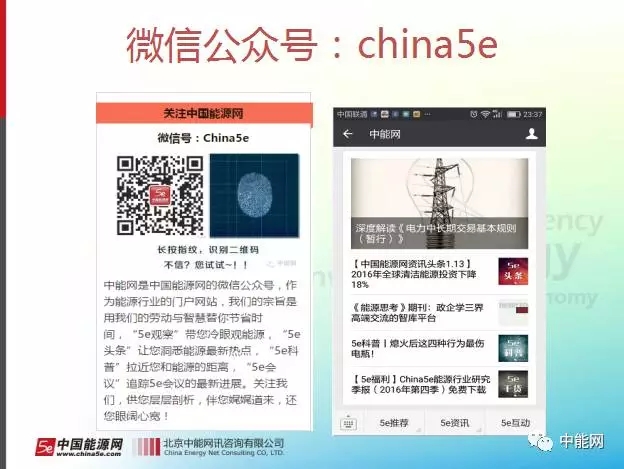 微信公众号：china5e
关注中国能源网
微信号：China5e
5e
长按指纹，识别二维码
不信？您试试~！！
中能网
中能网是中国能源网的微信公众号，作
为能源行业的门户网站，我们的宗旨是
用我们的劳动与智慧替你节省时
间，“5e观察”带您冷眼观能源，“5e
头条”让您洞悉能源最新热点，“5e科
普”拉近您和能源的距离，“5e会
议”追踪5e会议的最新进展。关注我
们，供您层层剖析，伴您娓娓道来，还
您眼阔心宽！
中国联通
23:37
中能网
深度解读《电力中长期交易基本规则
（暂行）》
【中国能源网资讯头条1.13】
2016年全球清洁能源投资下降
18%
5e
头条
《能源思考》期刊：政企学三界
高端交流的智库平台
5e科普丨熄火后这四种行为最伤
电瓶！
5e
科普
【5e福利】China5e能源行业研究
季报（2016年第四季）免费下载
5e
干货
5e推荐
5e资讯
5e互动
5e 中国能源网
www.china5e.com
北京中能网讯咨询有限公司
China Energy Net Consulting CO., LTD.
中能网